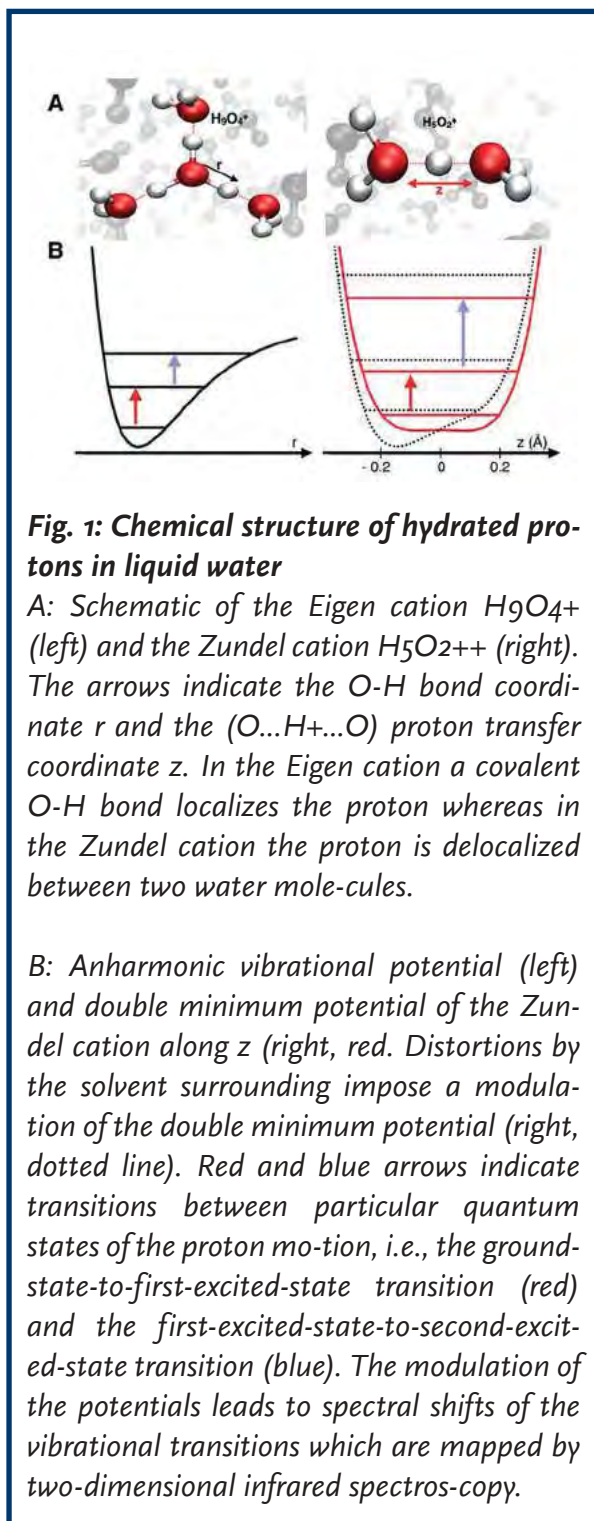 A
H9O4+
r
H5O2+
z
B
r
z (Å)
- 0.2
0
0.2
Fig. 1: Chemical structure of hydrated pro-
tons in liquid water
A: Schematic of the Eigen cation H9O4+
(left) and the Zundel cation H5O2++ (right).
The arrows indicate the O-H bond coordi-
nate r and the (O...H+...O) proton transfer
coordinate z. In the Eigen cation a covalent
O-H bond localizes the proton whereas in
the Zundel cation the proton is delocalized
between two water mole-cules.
B: Anharmonic vibrational potential (left)
and double minimum potential of the Zun-
del cation along z (right, red. Distortions by
the solvent surrounding impose a modula-
tion of the double minimum potential (right,
dotted line). Red and blue arrows indicate
transitions between particular quantum
states of the proton mo-tion, i.e., the ground-
state-to-first-excited-state transition (red)
and the first-excited-state-to-second-excit-
ed-state transition (blue). The modulation of
the potentials leads to spectral shifts of the
vibrational transitions which are mapped by
two-dimensional infrared spectros-copy.